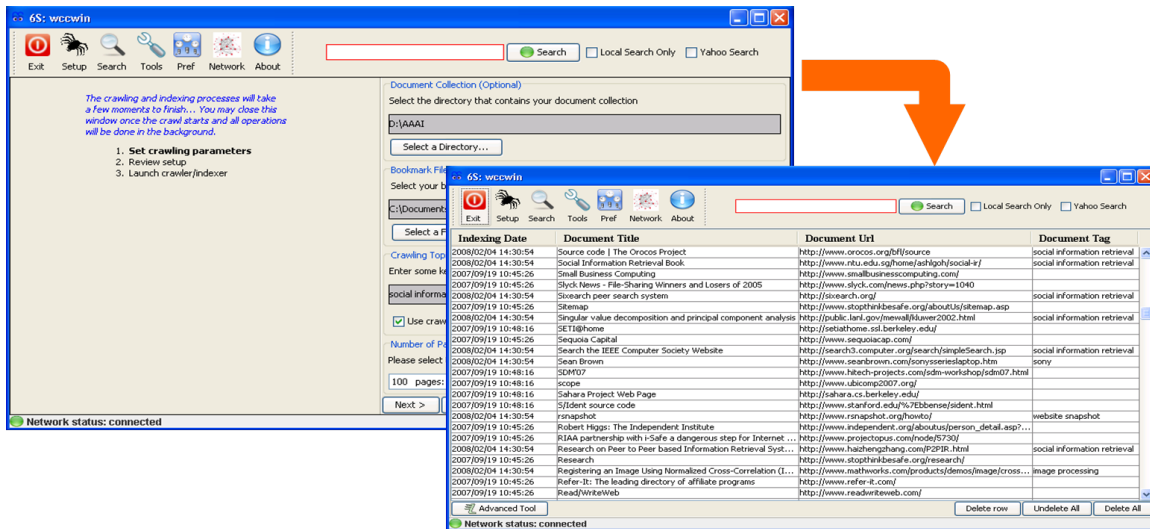 6S: wccwin
Exit Setup Search Tools Pref Network About Search Local Search Only Yahoo Search
The crawling and indexing processes will take
a few moments to finish... You may close this
window once the crawl starts and all operations
will be done in the background.
1. Set crawling parameters
2. Review setup
3. Launch crawler/indexer
Document Collection (Optional)
Select the directory that contains your document collection
D:\AAAI
Select a Directory...
Bookmark File
Select your b
C:\Documents
Select a F
Crawling Top
Enter some ke
social informa
Use craw
Number of Pa
Please select
100 pages:
Next >
Network status: connected
6S: wccwin
Exit Setup Search Tools Pref Network About Search Local Search Only Yahoo Search
Indexing Date Document Title Document Url Document Tag
2008/02/04 14:30:54 Source code | The Orocos Project http://www.orocos.org/bfl/source social information retrieval
2008/02/04 14:30:54 Social Information Retrieval Book http://www.ntu.edu.sg/home/ashlgoh/social-ir/ social information retrieval
2007/09/19 10:45:26 Small Business Computing http://www.smallbusinesscomputing.com/
2007/09/19 10:45:26 Slyck News - File-Sharing Winners and Losers of 2005 http://www.slyck.com/news.php?story=1040
2008/02/04 14:30:54 Sixearch peer search system http://sixearch.org/ social information retrieval
2007/09/19 10:45:26 Sitemap http://www.stopthinkbesafe.org/aboutUs/sitemap.asp
2008/02/04 14:30:54 Singular value decomposition and principal component analysis http://public.lanl.gov/mewall/kluwer2002.html social information retrieval
2007/09/19 10:48:16 SETI@home http://setiathome.ssl.berkeley.edu/
2007/09/19 10:45:26 Sequoia Capital http://www.sequoiacap.com/
2008/02/04 14:30:54 Search the IEEE Computer Society Website http://search3.computer.org/search/simpleSearch.jsp social information retrieval
2008/02/04 14:30:54 Sean Brown http://www.seanbrown.com/sonysserieslaptop.htm sony
2007/09/19 10:48:16 SDM'07 http://www.hitech-projects.com/sdm-workshop/sdm07.html
2007/09/19 10:48:16 scope http://www.ubicomp2007.org/
2007/09/19 10:48:16 Sahara Project Web Page http://sahara.cs.berkeley.edu/
2007/09/19 10:48:16 S/Ident source code http://www.stanford.edu/%7Ebbense/sident.html
2008/02/04 14:30:54 rsnapshot http://www.rsnapshot.org/howto/ website snapshot
2007/09/19 10:45:26 Robert Higgs: The Independent Institute http://www.independent.org/aboutus/person_detail.asp?...
2007/09/19 10:45:26 RIAA partnership with i-Safe a dangerous step for Internet ... http://www.projectopus.com/node/5730/
2008/02/04 14:30:54 Research on Peer to Peer based Information Retrieval Syst... http://www.haizhengzhang.com/P2PIR.html social information retrieval
2007/09/19 10:45:26 Research http://www.stopthinkbesafe.org/research/
2008/02/04 14:30:54 Registering an Image Using Normalized Cross-Correlation (I... http://www.mathworks.com/products/demos/image/cross... image processing
2007/09/19 10:45:26 Refer-It: The leading directory of affiliate programs http://www.refer-it.com/
2007/09/19 10:45:26 Read/WriteWeb http://www.readwriteweb.com/
Advanced Tool Delete row Undelete All Delete All
Network status: connected